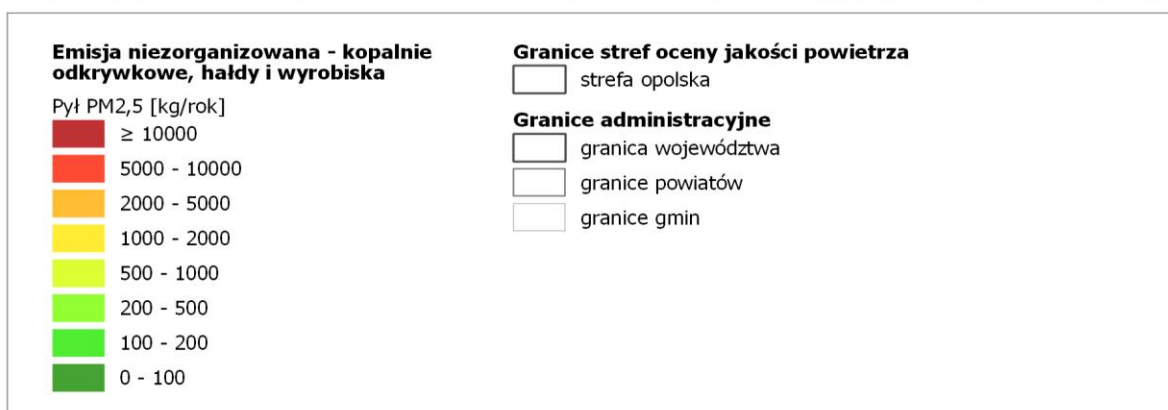 Emisja niezorganizowana - kopalnie
odkrywkowe, hałdy i wyrobiska
Pył PM2,5 [kg/rok]
≥ 10000
5000 - 10000
2000 - 5000
1000 - 2000
500 - 1000
200 - 500
100 - 200
0 - 100
Granice stref oceny jakości powietrza
strefa opolska
Granice administracyjne
granica województwa
granice powiatów
granice gmin